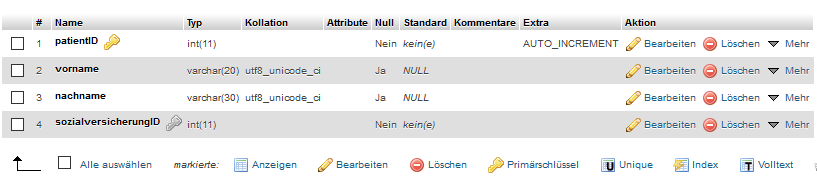 # Name Typ Kollation Attribute Null Standard Kommentare Extra Aktion
1 patientID int(11) Nein kein(e) AUTO_INCREMENT Bearbeiten Löschen Mehr
2 vorname varchar(20) utf8_unicode_ci Ja NULL Bearbeiten Löschen Mehr
3 nachname varchar(30) utf8_unicode_ci Ja NULL Bearbeiten Löschen Mehr
4 sozialversicherungID int(11) Nein kein(e) Bearbeiten Löschen Mehr
Alle auswählen markierte: Anzeigen Bearbeiten Löschen Primärschlüssel U Unique Index T Volltext